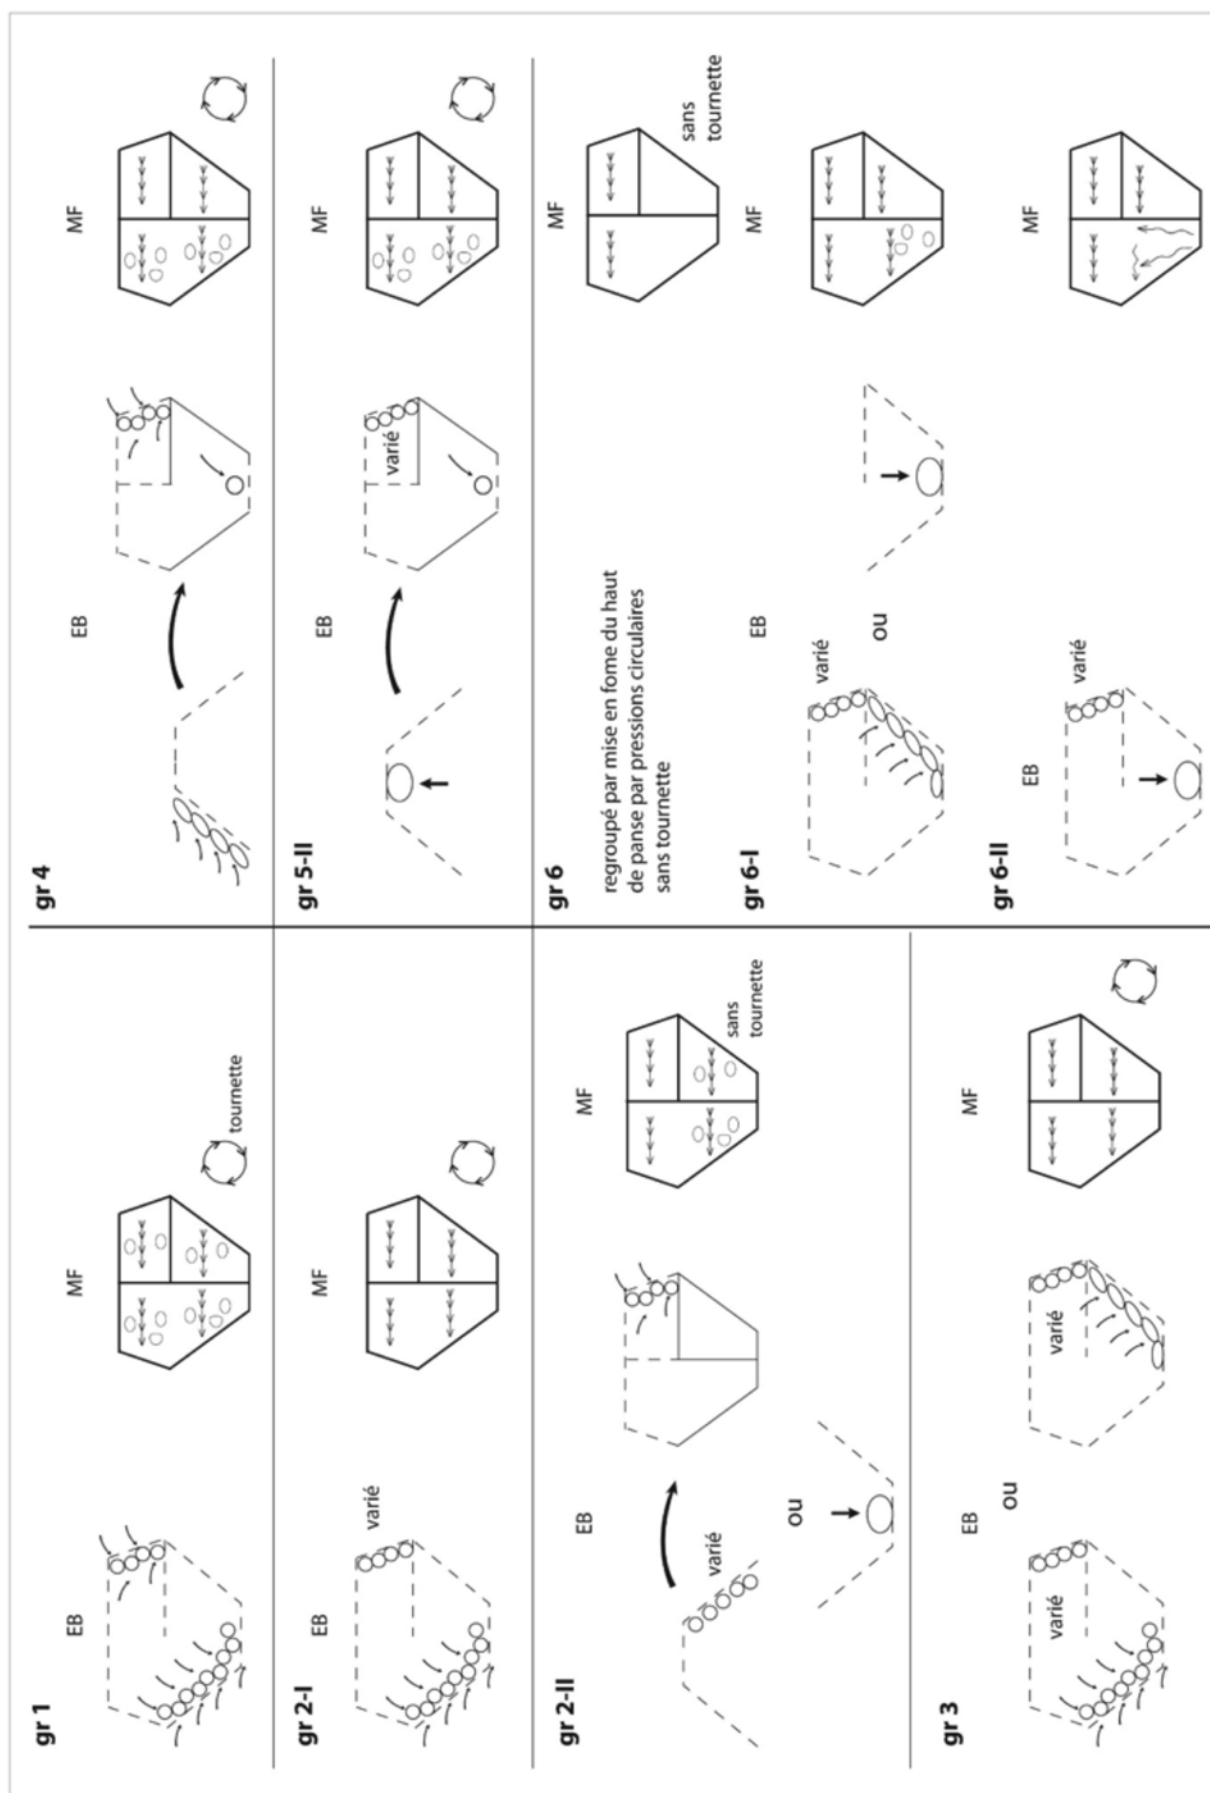 gr 1
EB
MF
tournette
gr 2-I
EB
MF
varié
gr 2-II
EB
MF
varié
ou
sans
tournette
gr 3
EB
MF
ou
varié
varié
gr 4
EB
MF
gr 5-II
EB
MF
varié
gr 6
MF
regroupé par mise en fome du haut
de panse par pressions circulaires
sans tournette
sans
tournette
gr 6-I
EB
MF
varié
ou
gr 6-II
EB
MF
varié